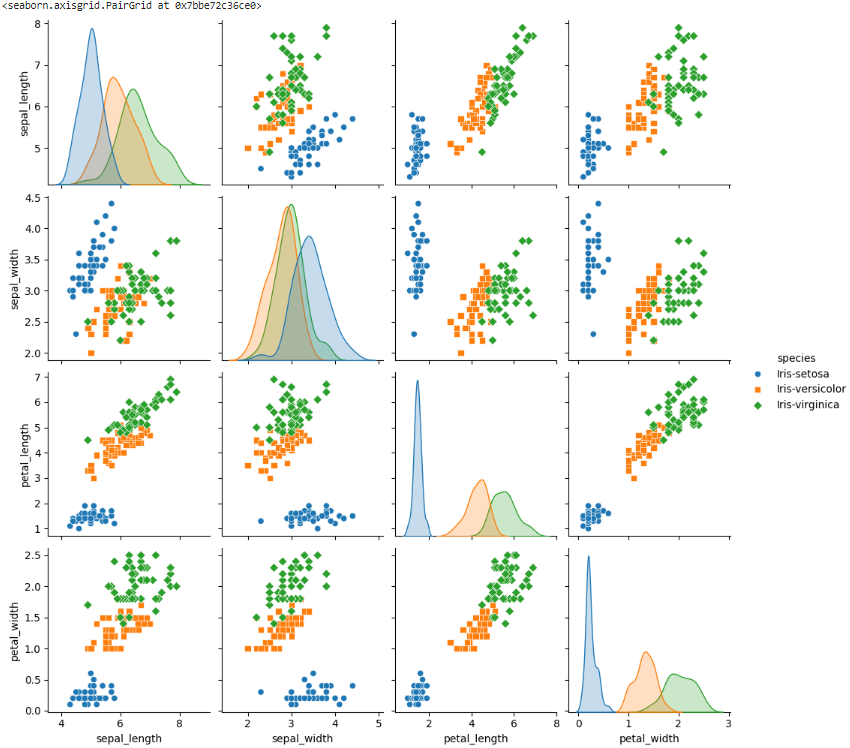 <seaborn.axisgrid.PairGrid at 0x7bbe72c36ce0>
8
7
6
5
sepal_length
4.5
4.0
3.5
3.0
2.5
2.0
sepal_width
species
Iris-setosa
Iris-versicolor
Iris-virginica
7
6
5
4
3
2
1
petal_length
2.5
2.0
1.5
1.0
0.5
0.0
petal_width
4 6 8 2 3 4 5 2 4 6 8 0 1 2 3
sepal_length sepal_width petal_length petal_width